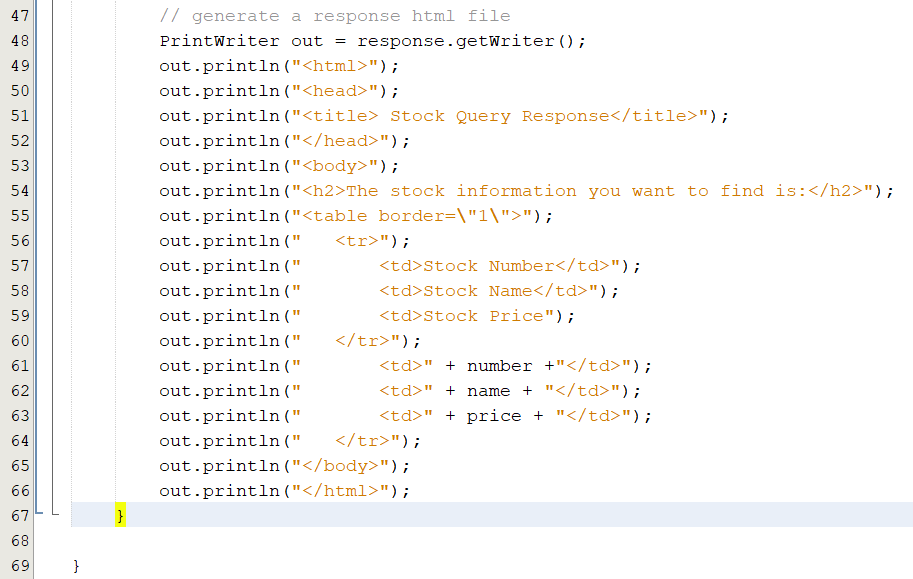 47 // generate a response html file
48 PrintWriter out = response.getWriter();
49 out.println("<html>");
50 out.println("<head>");
51 out.println("<title> Stock Query Response</title>");
52 out.println("</head>");
53 out.println("<body>");
54 out.println("<h2>The stock information you want to find is:</h2>");
55 out.println("<table border=\"1\">");
56 out.println("   <tr>");
57 out.println("       <td>Stock Number</td>");
58 out.println("       <td>Stock Name</td>");
59 out.println("       <td>Stock Price");
60 out.println("   </tr>");
61 out.println("       <td>" + number +"</td>");
62 out.println("       <td>" + name + "</td>");
63 out.println("       <td>" + price + "</td>");
64 out.println("   </tr>");
65 out.println("</body>");
66 out.println("</html>");
67 }
68
69 }